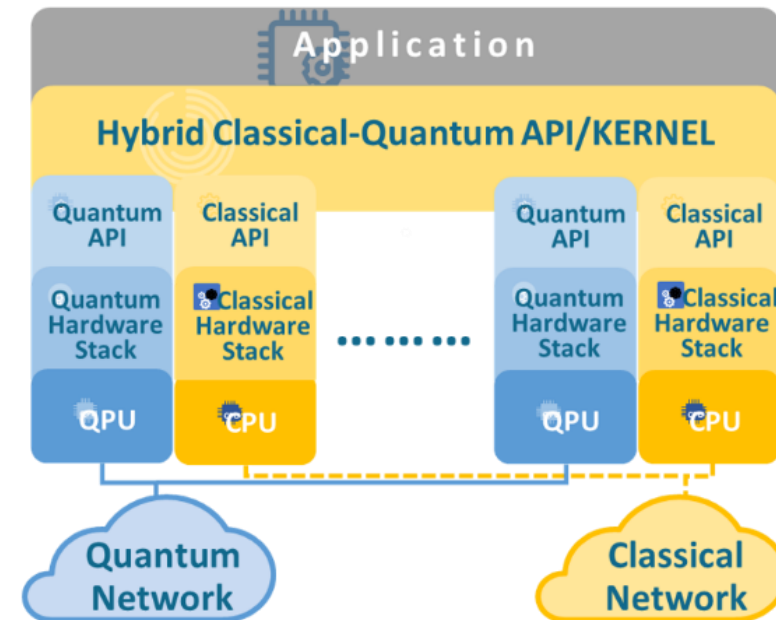 Application
Hybrid Classical-Quantum API/KERNEL
Quantum
API
Classical
API
Quantum
API
Classical
API
Quantum
Hardware
Stack
Classical
Hardware
Stack
...... ... ...
Quantum
Hardware
Stack
Classical
Hardware
Stack
QPU
CPU
QPU
CPU
Quantum
Network
Classical
Network